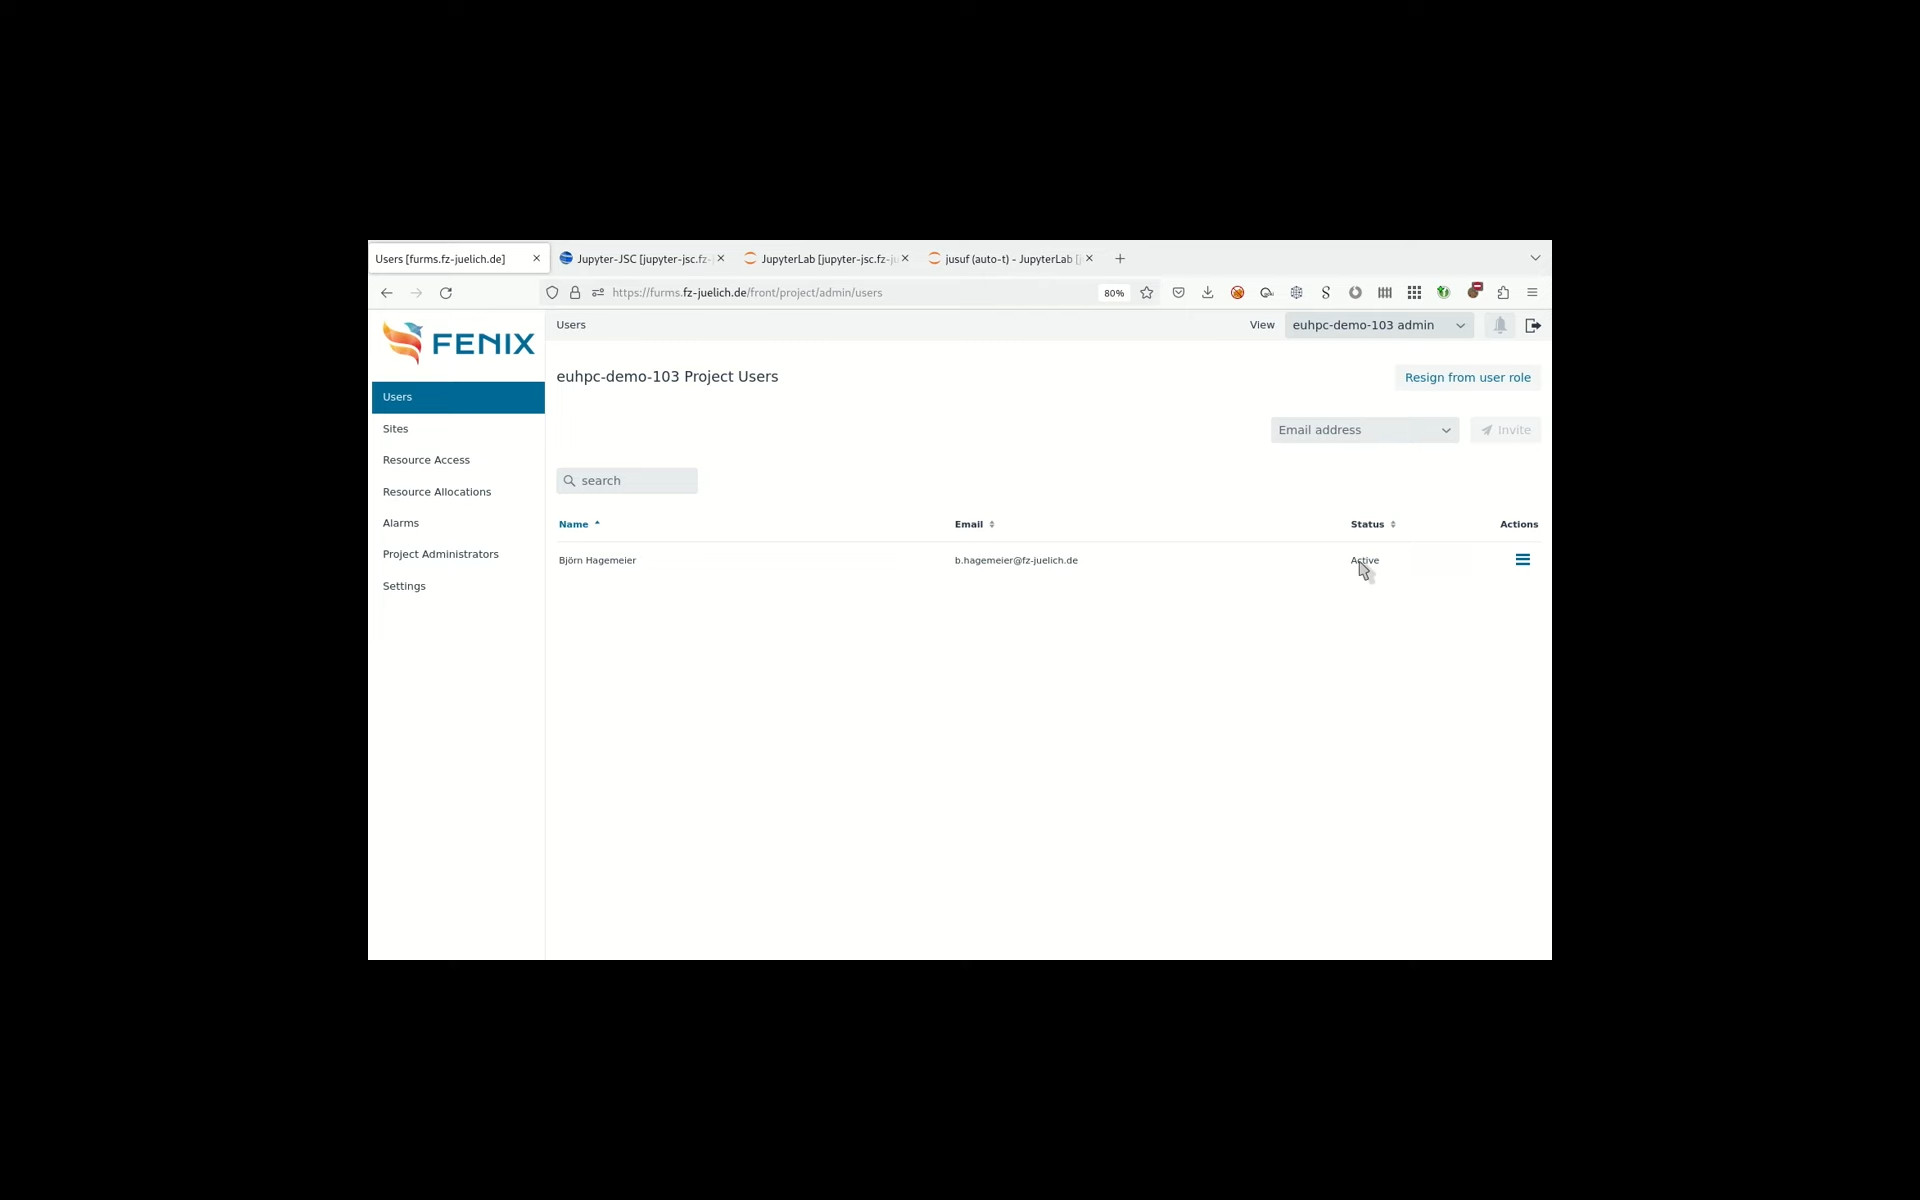 Users [furms.fz-juelich.de]
Jupyter-JSC [jupyter-jsc.fz-
JupyterLab [jupyter-jsc.fz-ju
jusuf (auto-t) - JupyterLab [j
https://furms.fz-juelich.de/front/project/admin/users
80%
FENIX
Users
View
euhpc-demo-103 admin
Users
Sites
Resource Access
Resource Allocations
Alarms
Project Administrators
Settings
euhpc-demo-103 Project Users
Resign from user role
Email address
Invite
search
Name
Email
Status
Actions
Björn Hagemeier
b.hagemeier@fz-juelich.de
Active